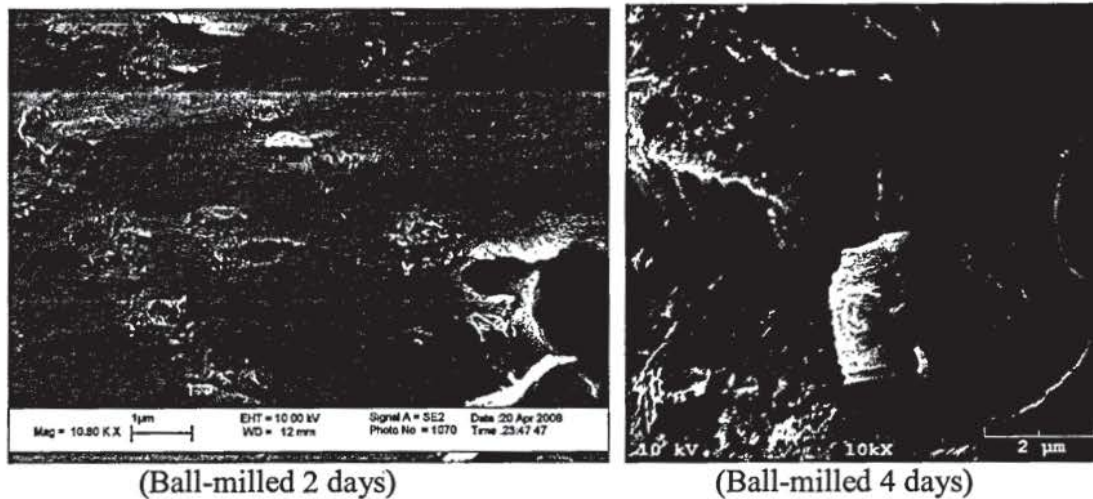 Mag = 10.80 K X
1µm
EHT = 10.00 kV
WD = 12 mm
Signal A = SE2
Photo No = 1070
Date :20 Apr 2008
Time :23:47:47
10 kV
10kX
2 µm
(Ball-milled 2 days)
(Ball-milled 4 days)